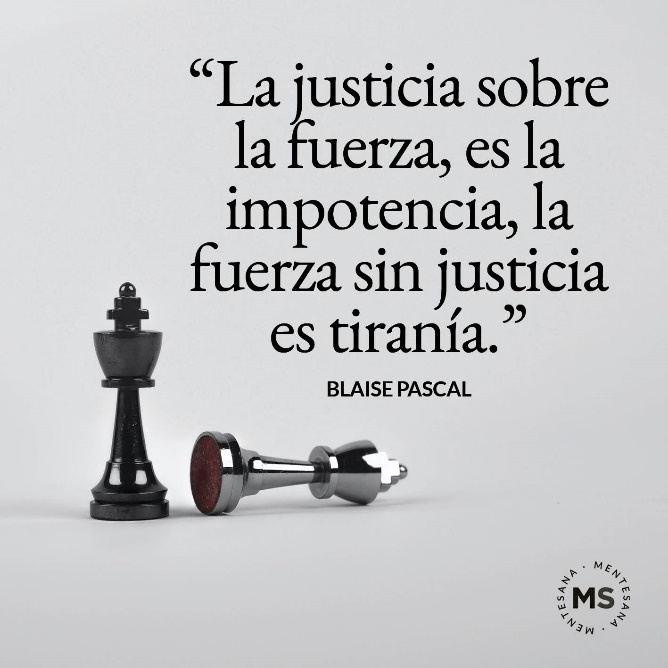 “La justicia sobre
la fuerza, es la
impotencia, la
fuerza sin justicia
es tiranía.”
BLAISE PASCAL
MS
MENTESANA · MENTESANA ·